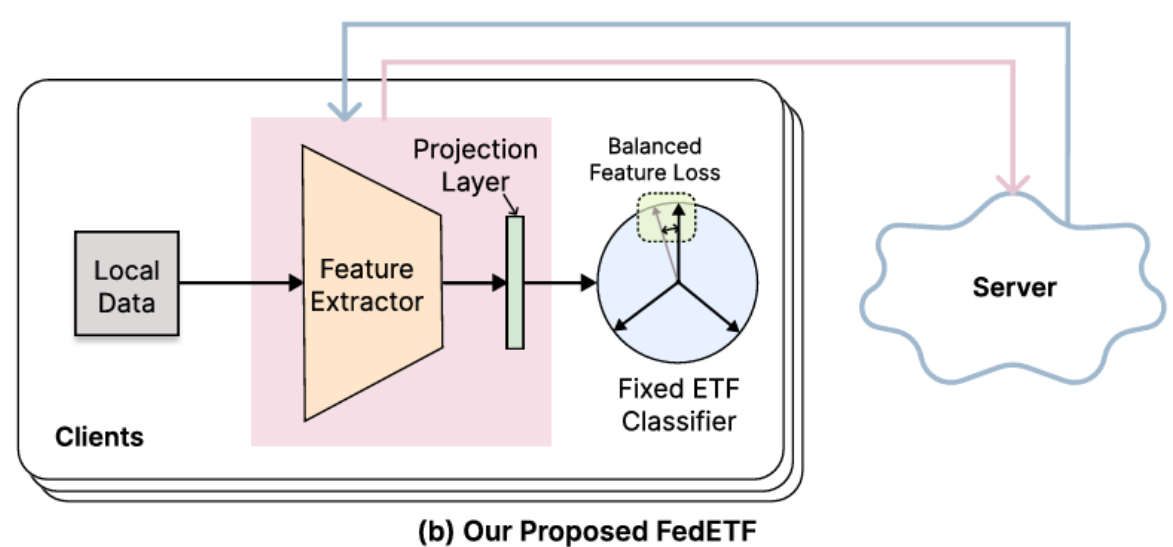 Projection
Layer
Balanced
Feature Loss
Local
Data
Feature
Extractor
Server
Fixed ETF
Classifier
Clients
(b) Our Proposed FedETF